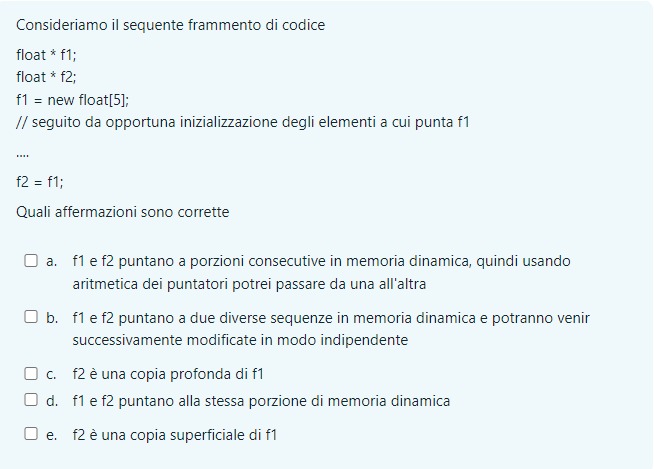 Consideriamo il sequente frammento di codice
float * f1;
float * f2;
f1 = new float[5];
// seguito da opportuna inizializzazione degli elementi a cui punta f1
....
f2 = f1;
Quali affermazioni sono corrette
a. f1 e f2 puntano a porzioni consecutive in memoria dinamica, quindi usando
aritmetica dei puntatori potrei passare da una all'altra
b. f1 e f2 puntano a due diverse sequenze in memoria dinamica e potranno venir
successivamente modificate in modo indipendente
c. f2 è una copia profonda di f1
d. f1 e f2 puntano alla stessa porzione di memoria dinamica
e. f2 è una copia superficiale di f1